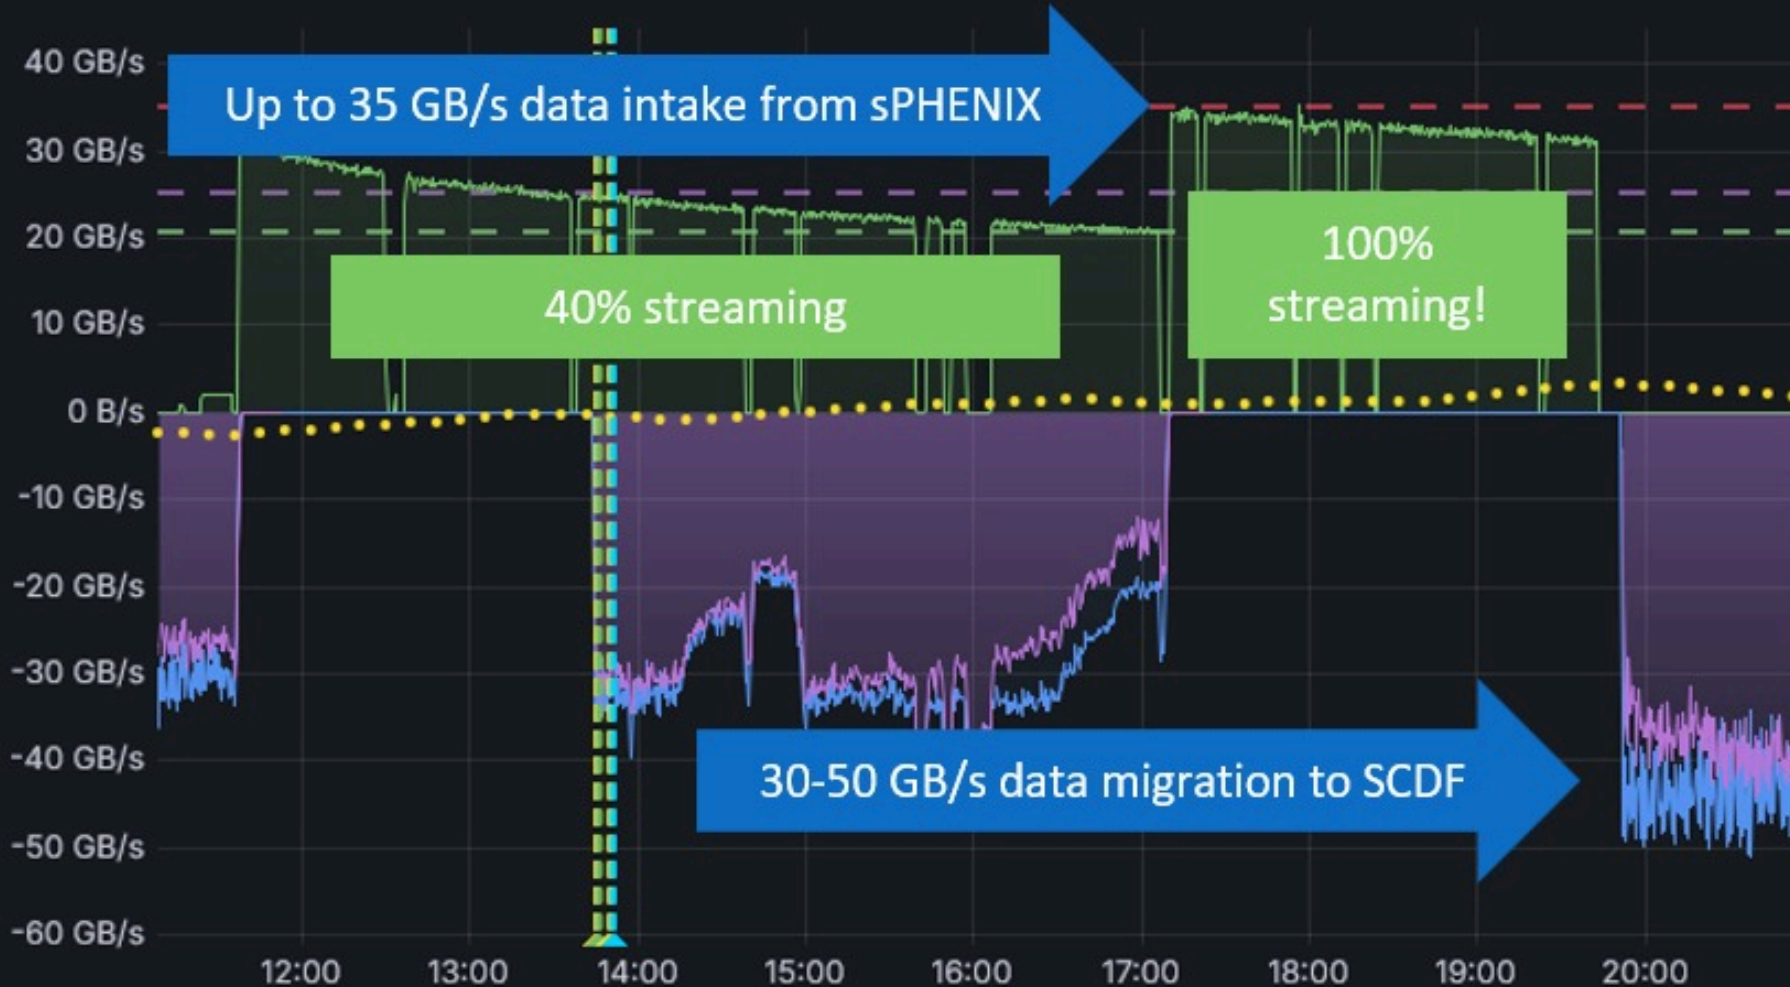 40 GB/s
Up to 35 GB/s data intake from sPHENIX
30 GB/s
20 GB/s
100%
streaming!
40% streaming
10 GB/s
0 B/s
-10 GB/s
-20 GB/s
-30 GB/s
30-50 GB/s data migration to SCDF
-40 GB/s
-50 GB/s
-60 GB/s
12:00 13:00 14:00 15:00 16:00 17:00 18:00 19:00 20:00